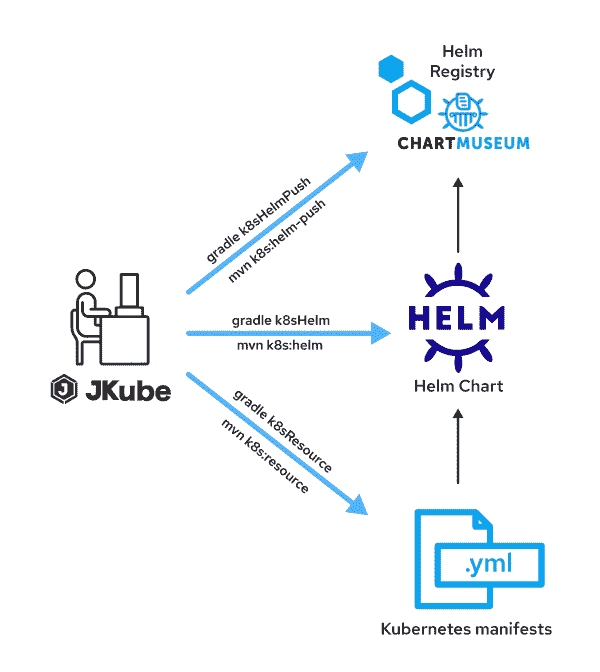 Helm
Registry
CHARTMUSEUM
gradle k8sHelmPush
mvn k8s:helm-push
gradle k8sHelm
mvn k8s:helm
HELM
Helm Chart
JKube
gradle k8sResource
mvn k8s:resource
.yml
Kubernetes manifests